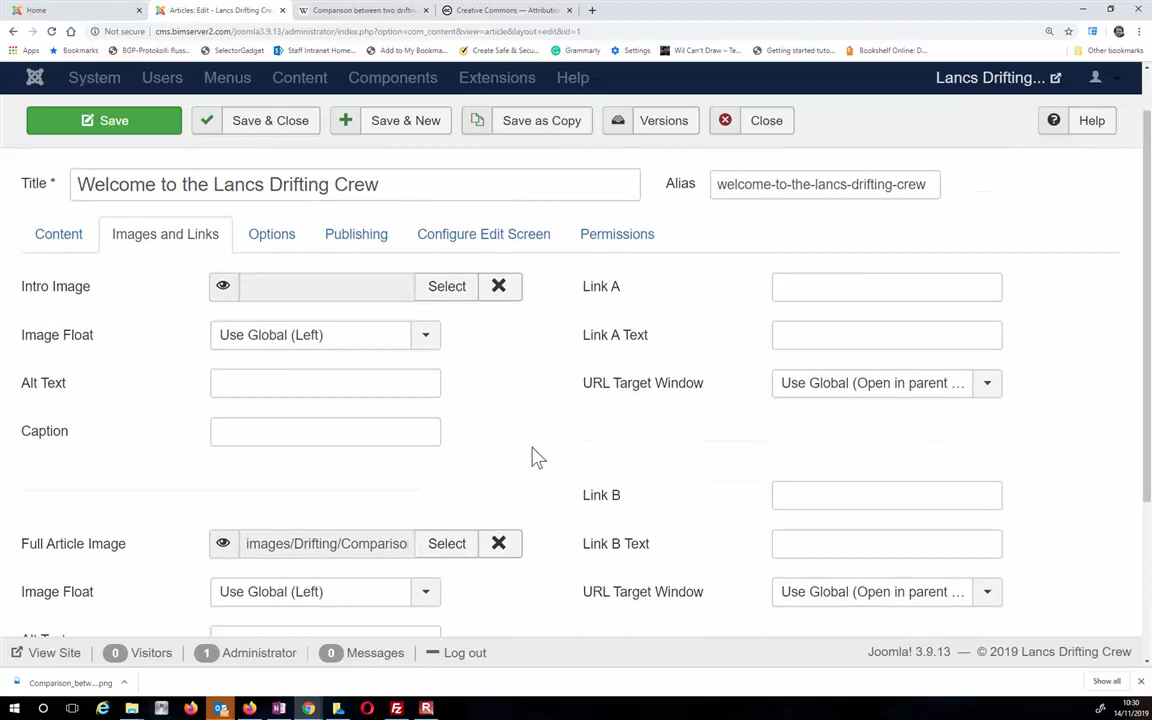 Home
Articles: Edit - Lancs Drifting Cre
Comparison between two driftin
Creative Commons — Attributio
Not secure
cms.bimserver2.com/joomla3.9.13/administrator/index.php?option=com_content&view=article&layout=edit&id=1
Apps
Bookmarks
BGP-Protokoll: Russ...
SelectorGadget
Staff Intranet Home...
Add to My Bookmar...
Create Safe & Secu...
Grammarly
Settings
Wil Can't Draw – Te...
Getting started tuto...
Bookshelf Online: D...
Other bookmarks
System
Users
Menus
Content
Components
Extensions
Help
Lancs Drifting...
Save
Save & Close
Save & New
Save as Copy
Versions
Close
Help
Title *
Welcome to the Lancs Drifting Crew
Alias
welcome-to-the-lancs-drifting-crew
Content
Images and Links
Options
Publishing
Configure Edit Screen
Permissions
Intro Image
Select
Link A
Image Float
Use Global (Left)
Link A Text
Alt Text
URL Target Window
Use Global (Open in parent ...
Caption
Link B
Full Article Image
images/Drifting/Compariso
Select
Link B Text
Image Float
Use Global (Left)
URL Target Window
Use Global (Open in parent ...
Alt Text
View Site
0 Visitors
1 Administrator
0 Messages
Log out
Joomla! 3.9.13 — © 2019 Lancs Drifting Crew
Comparison_betw....png
Show all
10:30
14/11/2019